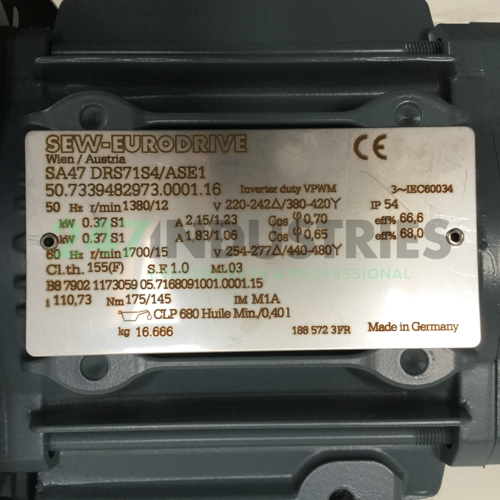 SEW-EURODRIVE
Wien / Austria CE
SA47 DRS71S4/ASE1
50.7339482973.0001.16 Inverter duty VPWM 3~IEC60034
50 Hz r/min 1380/12 V 220-242Δ/380-420Y IP 54
kW 0.37 S1 A 2,15/1,23 Cos φ 0,70 eff% 66,6
kW 0.37 S1 A 1,83/1,06 Cos φ 0,65 eff% 68,0
60 Hz r/min 1700/15 V 254-277Δ/440-480Y
Cl.th. 155(F) S.F. 1.0 ML 03
B8 7902 1173059 05.7168091001.0001.15
i 110,73 Nm 175/145 IM M1A
CLP 680 Huile Min./0,40 l
kg 16.666 188 572 3 FR Made in Germany
INDUSTRIES
PROFESSIONAL